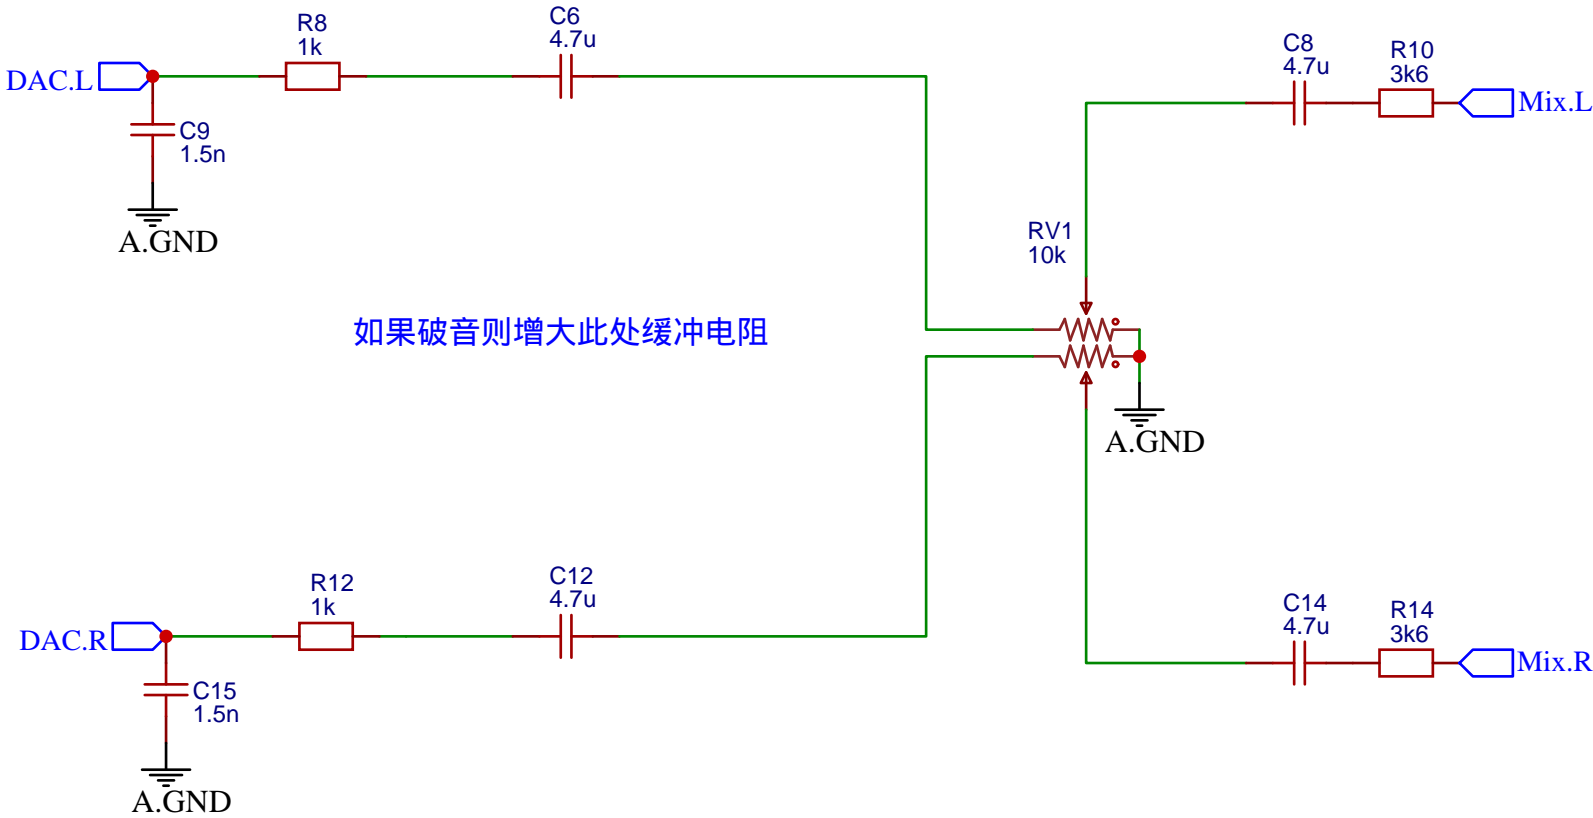 C6
4.7u
R8
1k
C8
4.7u
R10
3k6
DAC.L
Mix.L
C9
1.5n
A.GND
RV1
10k
如果破音则增大此处缓冲电阻
A.GND
C12
4.7u
R12
1k
C14
4.7u
R14
3k6
DAC.R
Mix.R
C15
1.5n
A.GND